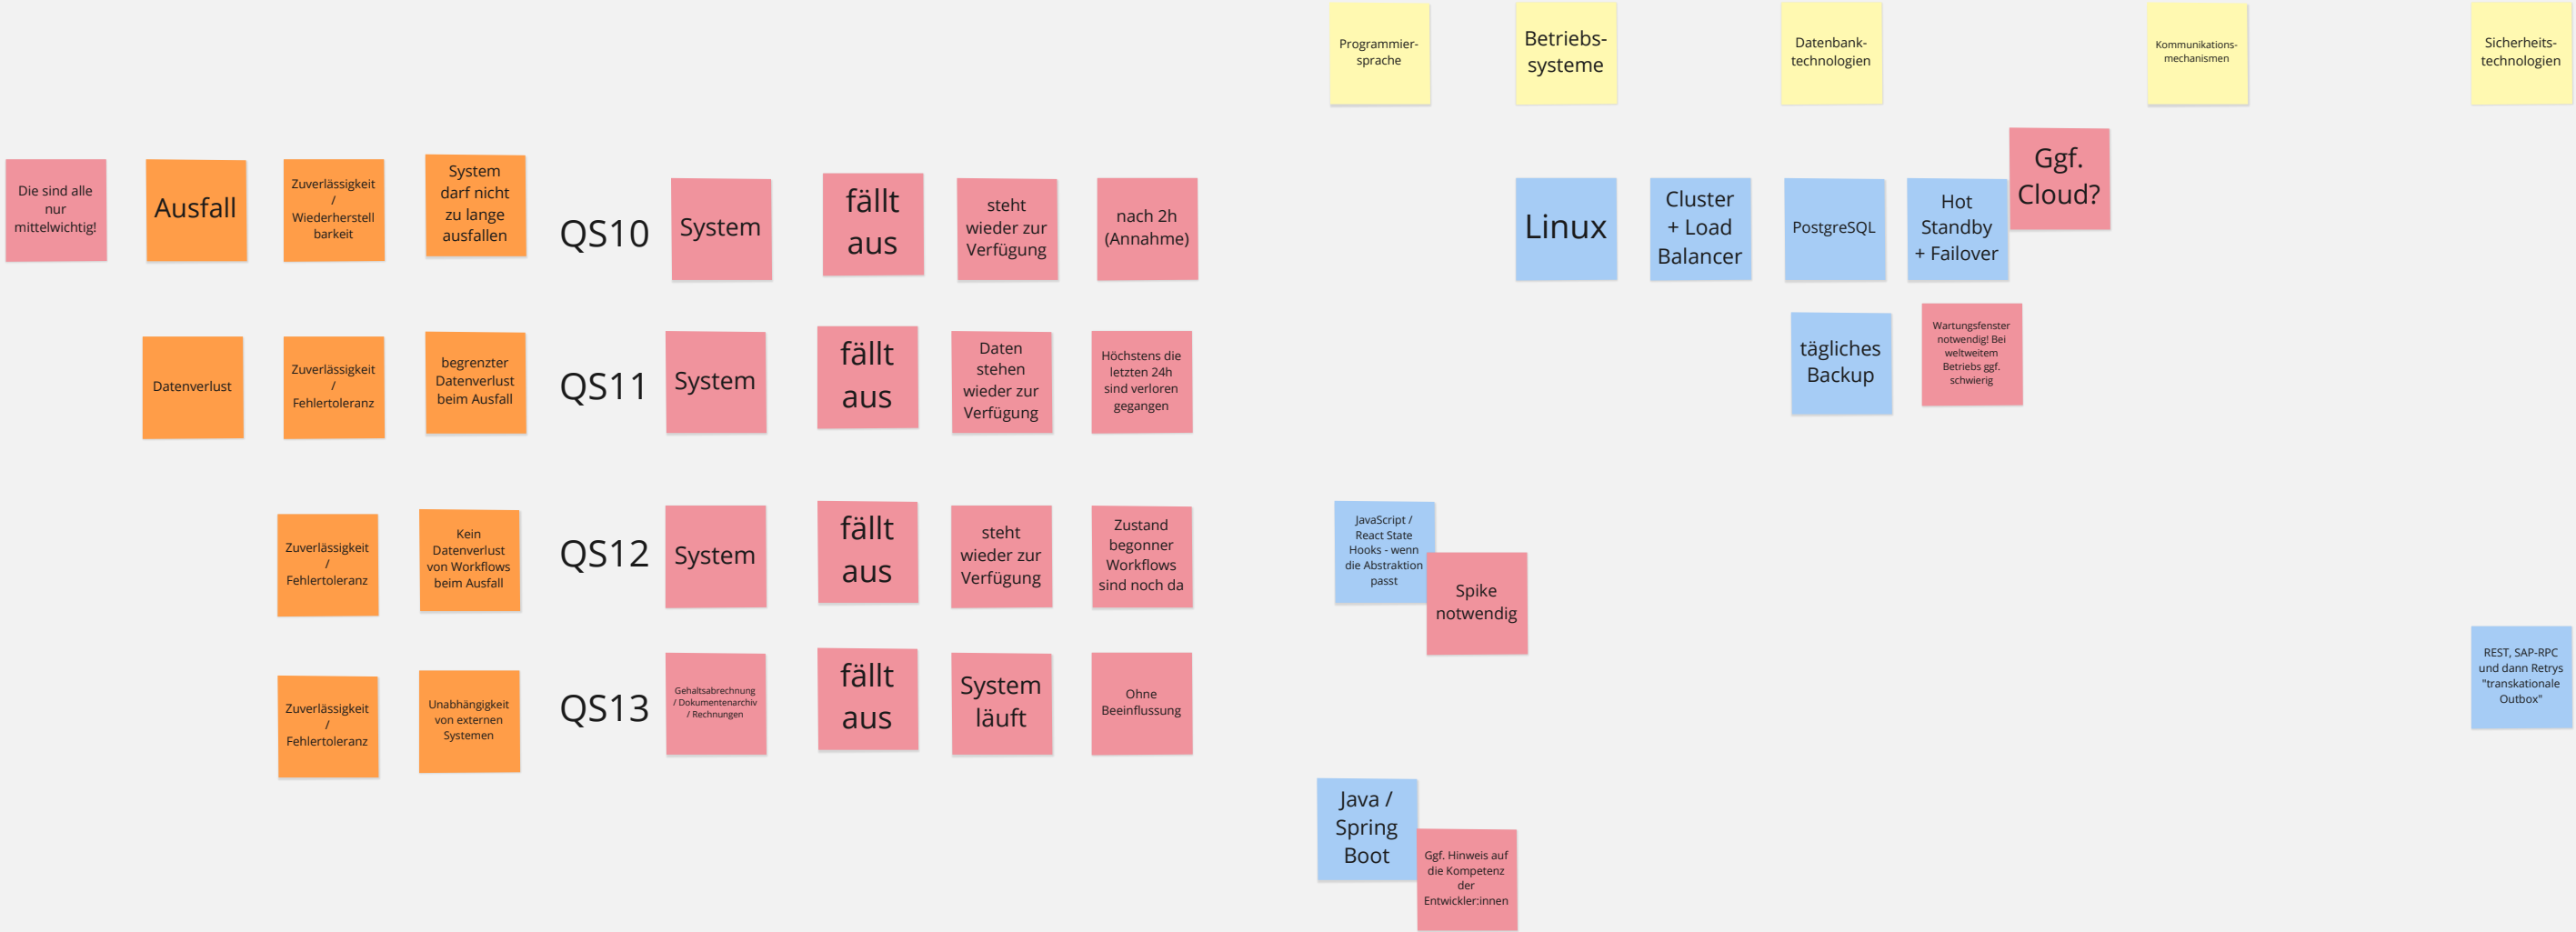 Programmier-
sprache
Betriebs-
systeme
Datenbank-
technologien
Kommunikations-
mechanismen
Sicherheits-
technologien
Die sind alle
nur
mittelwichtig!
Ausfall
Zuverlässigkeit
/
Wiederherstell
barkeit
System
darf nicht
zu lange
ausfallen
QS10
System
fällt
aus
steht
wieder zur
Verfügung
nach 2h
(Annahme)
Linux
Cluster
+ Load
Balancer
PostgreSQL
Hot
Standby
+ Failover
Ggf.
Cloud?
Datenverlust
Zuverlässigkeit
/
Fehlertoleranz
begrenzter
Datenverlust
beim Ausfall
QS11
System
fällt
aus
Daten
stehen
wieder zur
Verfügung
Höchstens die
letzten 24h
sind verloren
gegangen
tägliches
Backup
Wartungsfenster
notwendig! Bei
weltweitem
Betriebs ggf.
schwierig
Zuverlässigkeit
/
Fehlertoleranz
Kein
Datenverlust
von Workflows
beim Ausfall
QS12
System
fällt
aus
steht
wieder zur
Verfügung
Zustand
begonner
Workflows
sind noch da
JavaScript /
React State
Hooks - wenn
die Abstraktion
passt
Spike
notwendig
Zuverlässigkeit
/
Fehlertoleranz
Unabhängigkeit
von externen
Systemen
QS13
Gehaltsabrechnung
/ Dokumentenarchiv
/ Rechnungen
fällt
aus
System
läuft
Ohne
Beeinflussung
REST, SAP-RPC
und dann Retrys
"transkationale
Outbox"
Java /
Spring
Boot
Ggf. Hinweis auf
die Kompetenz
der
Entwickler:innen